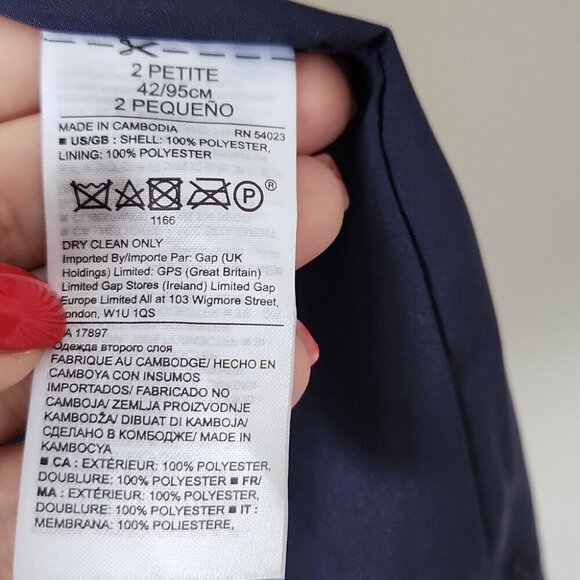 2 PETITE
42/95CM
2 PEQUEÑO
MADE IN CAMBODIA RN 54023
■ US/GB : SHELL: 100% POLYESTER,
LINING: 100% POLYESTER
P ®
1166
DRY CLEAN ONLY
Imported By/Importe Par: Gap (UK
Holdings) Limited: GPS (Great Britain)
Limited Gap Stores (Ireland) Limited Gap
Europe Limited All at 103 Wigmore Street,
London, W1U 1QS
17897
Одежда второго слоя
FABRIQUE AU CAMBODGE/ HECHO EN
CAMBOYA CON INSUMOS
IMPORTADOS/ FABRICADO NO
CAMBOJA/ ZEMLJA PROIZVODNJE
KAMBODŽA/ DIBUAT DI KAMBOJA/
СДЕЛАНО В КОМБОДЖЕ/ MADE IN
KAMBOCYA
■ CA : EXTÉRIEUR: 100% POLYESTER,
DOUBLURE: 100% POLYESTER ■ FR/
MA : EXTÉRIEUR: 100% POLYESTER,
DOUBLURE: 100% POLYESTER ■ IT :
MEMBRANA: 100% POLIESTERE,